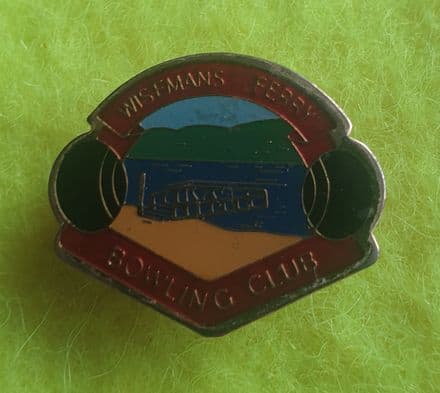 WISEMANS FERRY
BOWLING CLUB